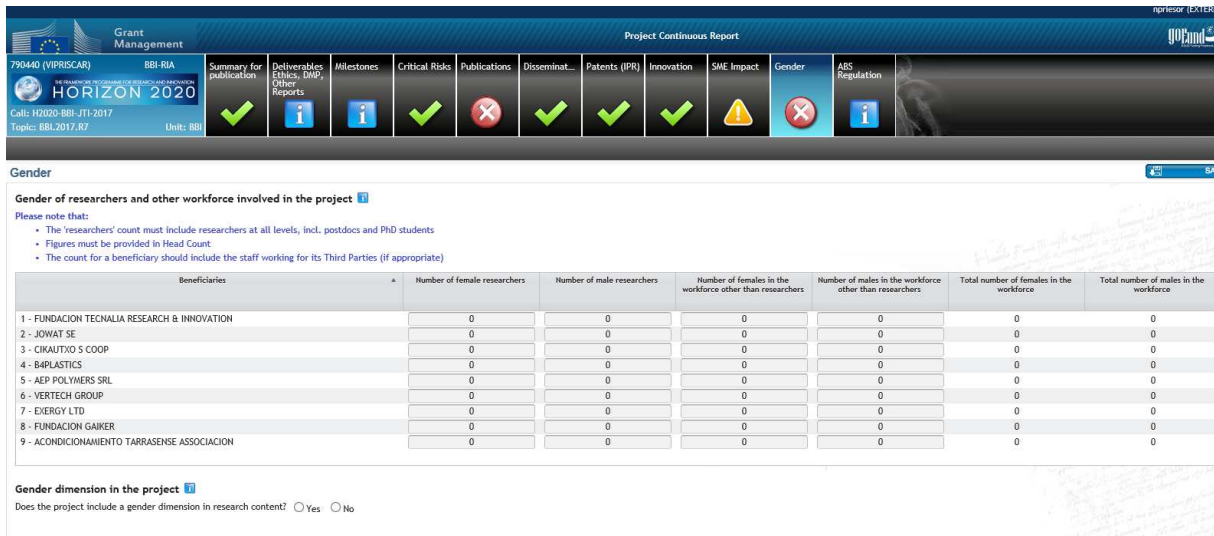 npriesor (EXTER
Grant Management
Project Continuous Report
goFund
790440 (VIPRISCAR) BBI-RIA
THE FRAMEWORK PROGRAMME FOR RESEARCH AND INNOVATION
HORIZON 2020
Call: H2020-BBI-JTI-2017
Topic: BBI.2017.R7 Unit: BBI
Summary for publication
Deliverables Ethics, DMP, Other Reports
Milestones
Critical Risks
Publications
Disseminat...
Patents (IPR)
Innovation
SME Impact
Gender
ABS Regulation
Gender
SA
Gender of researchers and other workforce involved in the project
Please note that:
• The 'researchers' count must include researchers at all levels, incl. postdocs and PhD students
• Figures must be provided in Head Count
• The count for a beneficiary should include the staff working for its Third Parties (if appropriate)
Beneficiaries Number of female researchers Number of male researchers Number of females in the workforce other than researchers Number of males in the workforce other than researchers Total number of females in the workforce Total number of males in the workforce
1 - FUNDACION TECNALIA RESEARCH & INNOVATION 0 0 0 0 0 0
2 - JOWAT SE 0 0 0 0 0 0
3 - CIKAUTXO S COOP 0 0 0 0 0 0
4 - B4PLASTICS 0 0 0 0 0 0
5 - AEP POLYMERS SRL 0 0 0 0 0 0
6 - VERTECH GROUP 0 0 0 0 0 0
7 - EXERGY LTD 0 0 0 0 0 0
8 - FUNDACION GAIKER 0 0 0 0 0 0
9 - ACONDICIONAMIENTO TARRASENSE ASSOCIACION 0 0 0 0 0 0
Gender dimension in the project
Does the project include a gender dimension in research content? Yes No